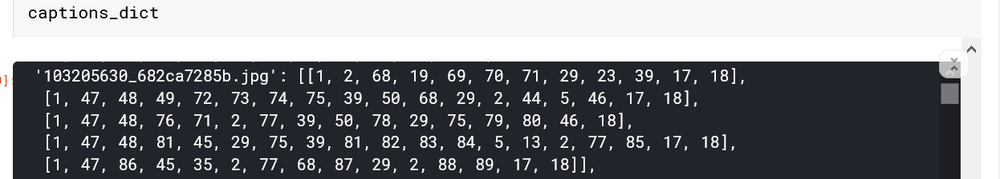 captions_dict
'103205630_682ca7285b.jpg': [[1, 2, 68, 19, 69, 70, 71, 29, 23, 39, 17, 18],
[1, 47, 48, 49, 72, 73, 74, 75, 39, 50, 68, 29, 2, 44, 5, 46, 17, 18],
[1, 47, 48, 76, 71, 2, 77, 39, 50, 78, 29, 75, 79, 80, 46, 18],
[1, 47, 48, 81, 45, 29, 75, 39, 81, 82, 83, 84, 5, 13, 2, 77, 85, 17, 18],
[1, 47, 86, 45, 35, 2, 77, 68, 87, 29, 2, 88, 89, 17, 18]],